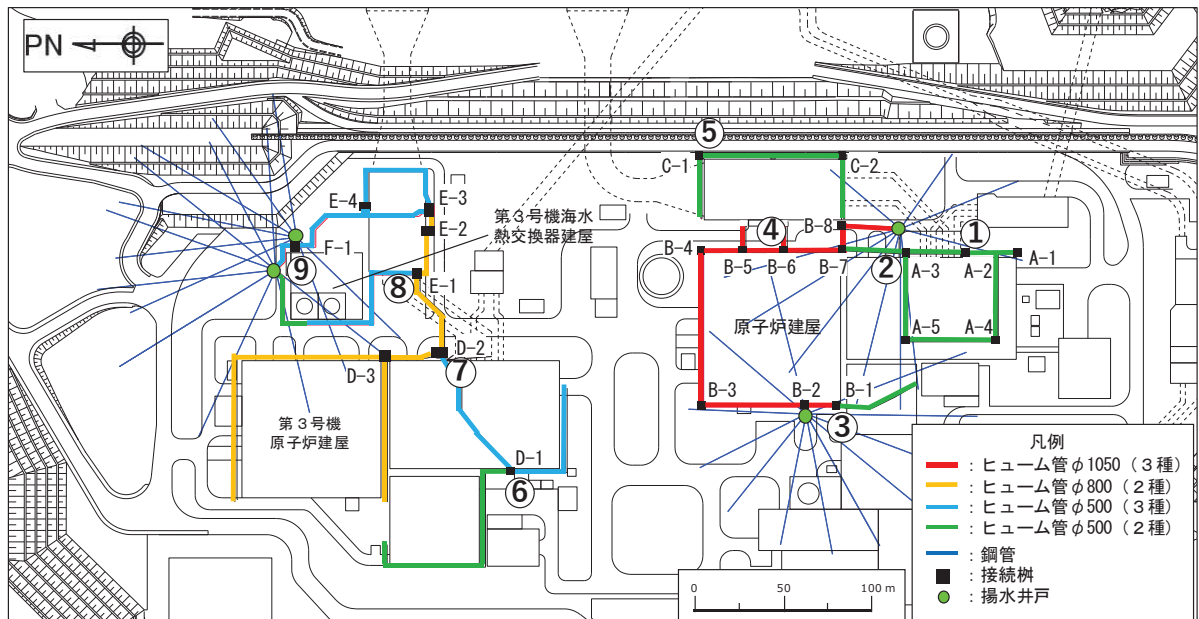 PN
⑤
C-1
C-2
E-4
E-3
E-2
第3号機海水
熱交換器建屋
F-1
⑨
⑧
E-1
④
B-8
B-4
B-5
B-6
B-7
②
①
A-3
A-2
A-1
原子炉建屋
A-5
A-4
D-2
⑦
D-3
B-3
B-2
B-1
③
第3号機
原子炉建屋
D-1
⑥
凡例
:ヒューム管φ1050(3種)
:ヒューム管φ800(2種)
:ヒューム管φ500(3種)
:ヒューム管φ500(2種)
:鋼管
:接続桝
:揚水井戸
0 50 100m